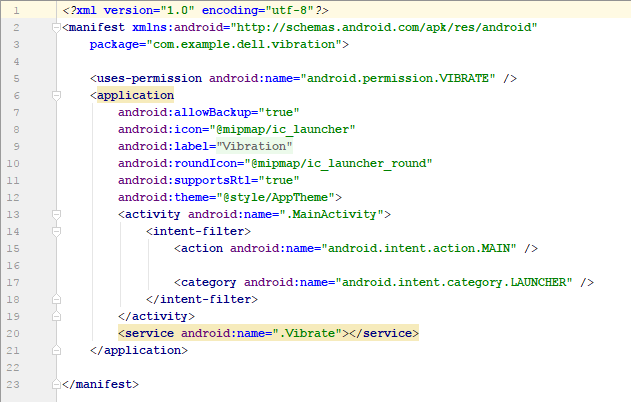 1 <?xml version="1.0" encoding="utf-8"?>
2 <manifest xmlns:android="http://schemas.android.com/apk/res/android"
3     package="com.example.dell.vibration">
4
5     <uses-permission android:name="android.permission.VIBRATE" />
6     <application
7         android:allowBackup="true"
8         android:icon="@mipmap/ic_launcher"
9         android:label="Vibration"
10         android:roundIcon="@mipmap/ic_launcher_round"
11         android:supportsRtl="true"
12         android:theme="@style/AppTheme">
13         <activity android:name=".MainActivity">
14             <intent-filter>
15                 <action android:name="android.intent.action.MAIN" />
16
17                 <category android:name="android.intent.category.LAUNCHER" />
18             </intent-filter>
19         </activity>
20         <service android:name=".Vibrate"></service>
21     </application>
22
23 </manifest>